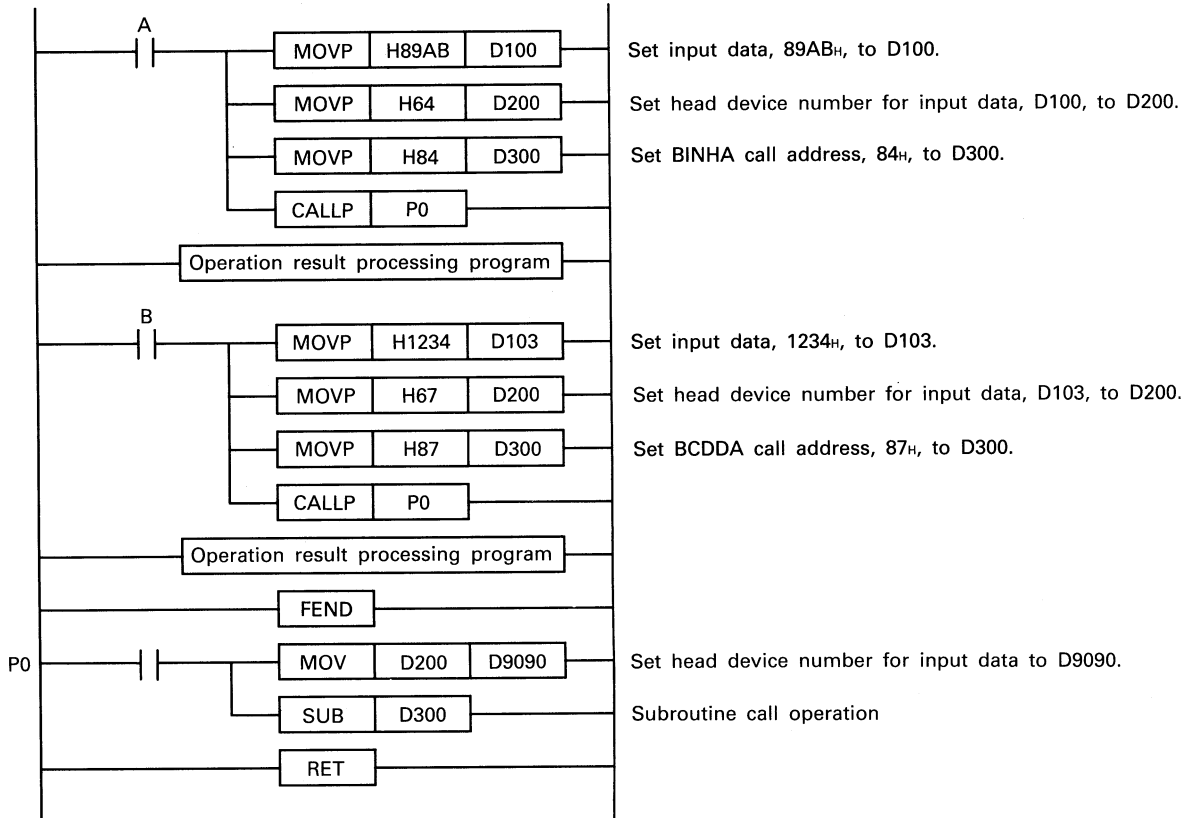 A
MOVP H89AB D100 Set input data, 89ABH, to D100.
MOVP H64 D200 Set head device number for input data, D100, to D200.
MOVP H84 D300 Set BINHA call address, 84H, to D300.
CALLP P0
Operation result processing program
B
MOVP H1234 D103 Set input data, 1234H, to D103.
MOVP H67 D200 Set head device number for input data, D103, to D200.
MOVP H87 D300 Set BCDDA call address, 87H, to D300.
CALLP P0
Operation result processing program
FEND
P0 MOV D200 D9090 Set head device number for input data to D9090.
SUB D300 Subroutine call operation
RET